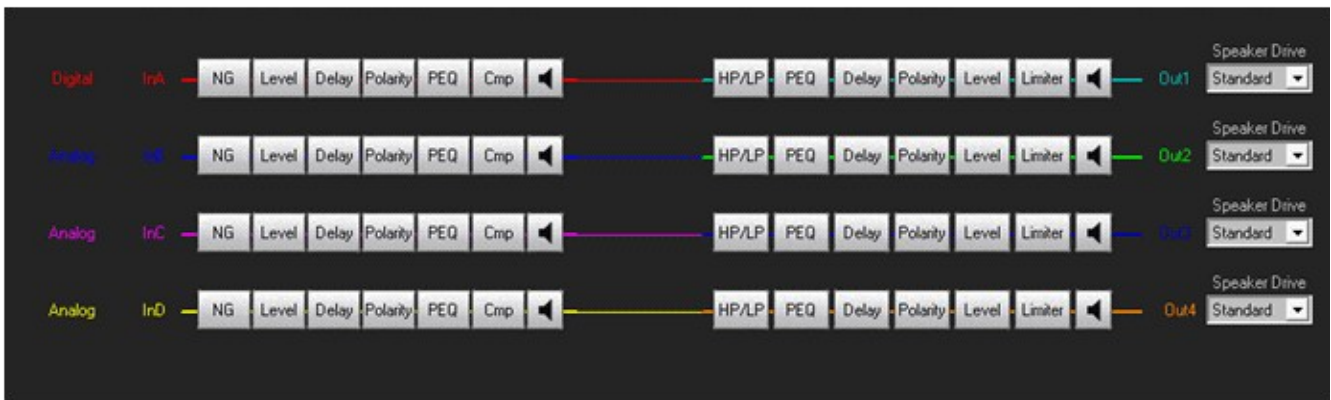 Speaker Drive
Digital InA NG Level Delay Polarity PEQ Cmp HP/LP PEQ Delay Polarity Level Limiter Out1 Standard
Speaker Drive
Analog InB NG Level Delay Polarity PEQ Cmp HP/LP PEQ Delay Polarity Level Limiter Out2 Standard
Speaker Drive
Analog InC NG Level Delay Polarity PEQ Cmp HP/LP PEQ Delay Polarity Level Limiter Out3 Standard
Speaker Drive
Analog InD NG Level Delay Polarity PEQ Cmp HP/LP PEQ Delay Polarity Level Limiter Out4 Standard